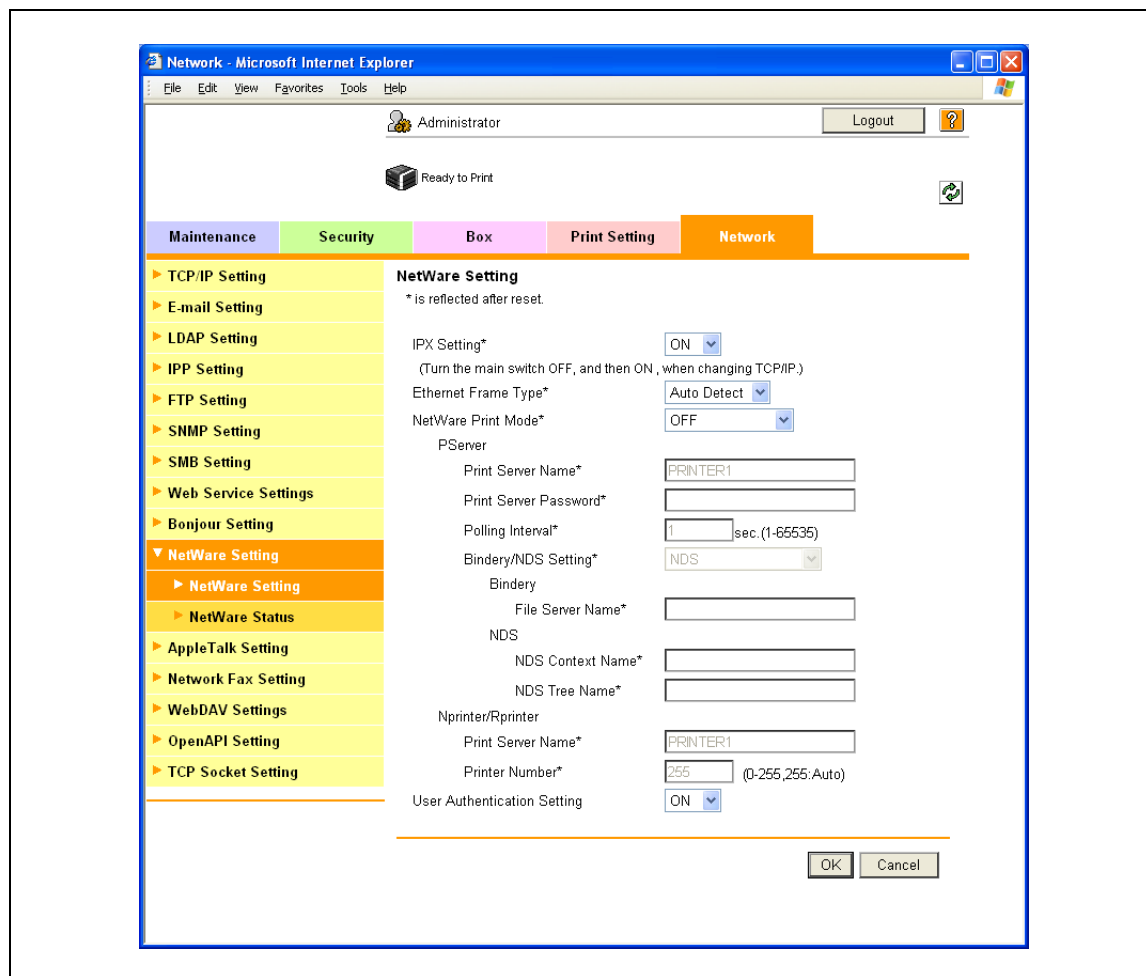 Network - Microsoft Internet Explorer
File Edit View Favorites Tools Help
Administrator Logout ?
Ready to Print
Maintenance Security Box Print Setting Network
TCP/IP Setting
E-mail Setting
LDAP Setting
IPP Setting
FTP Setting
SNMP Setting
SMB Setting
Web Service Settings
Bonjour Setting
NetWare Setting
NetWare Setting
NetWare Status
AppleTalk Setting
Network Fax Setting
WebDAV Settings
OpenAPI Setting
TCP Socket Setting
NetWare Setting
* is reflected after reset.
IPX Setting* ON
(Turn the main switch OFF, and then ON , when changing TCP/IP.)
Ethernet Frame Type* Auto Detect
NetWare Print Mode* OFF
PServer
Print Server Name* PRINTER1
Print Server Password*
Polling Interval* 1 sec.(1-65535)
Bindery/NDS Setting* NDS
Bindery
File Server Name*
NDS
NDS Context Name*
NDS Tree Name*
Nprinter/Rprinter
Print Server Name* PRINTER1
Printer Number* 255 (0-255,255:Auto)
User Authentication Setting ON
OK Cancel